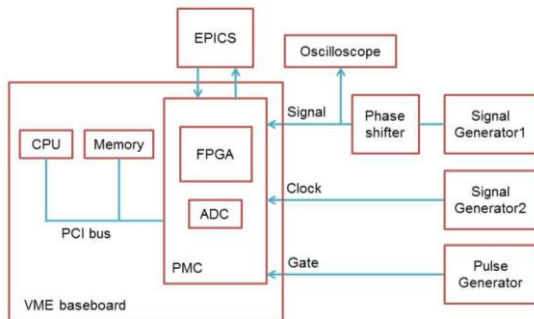 EPICS
Oscilloscope
Signal
Phase
shifter
Signal
Generator1
CPU
Memory
FPGA
Clock
Signal
Generator2
ADC
PCI bus
Gate
PMC
Pulse
Generator
VME baseboard